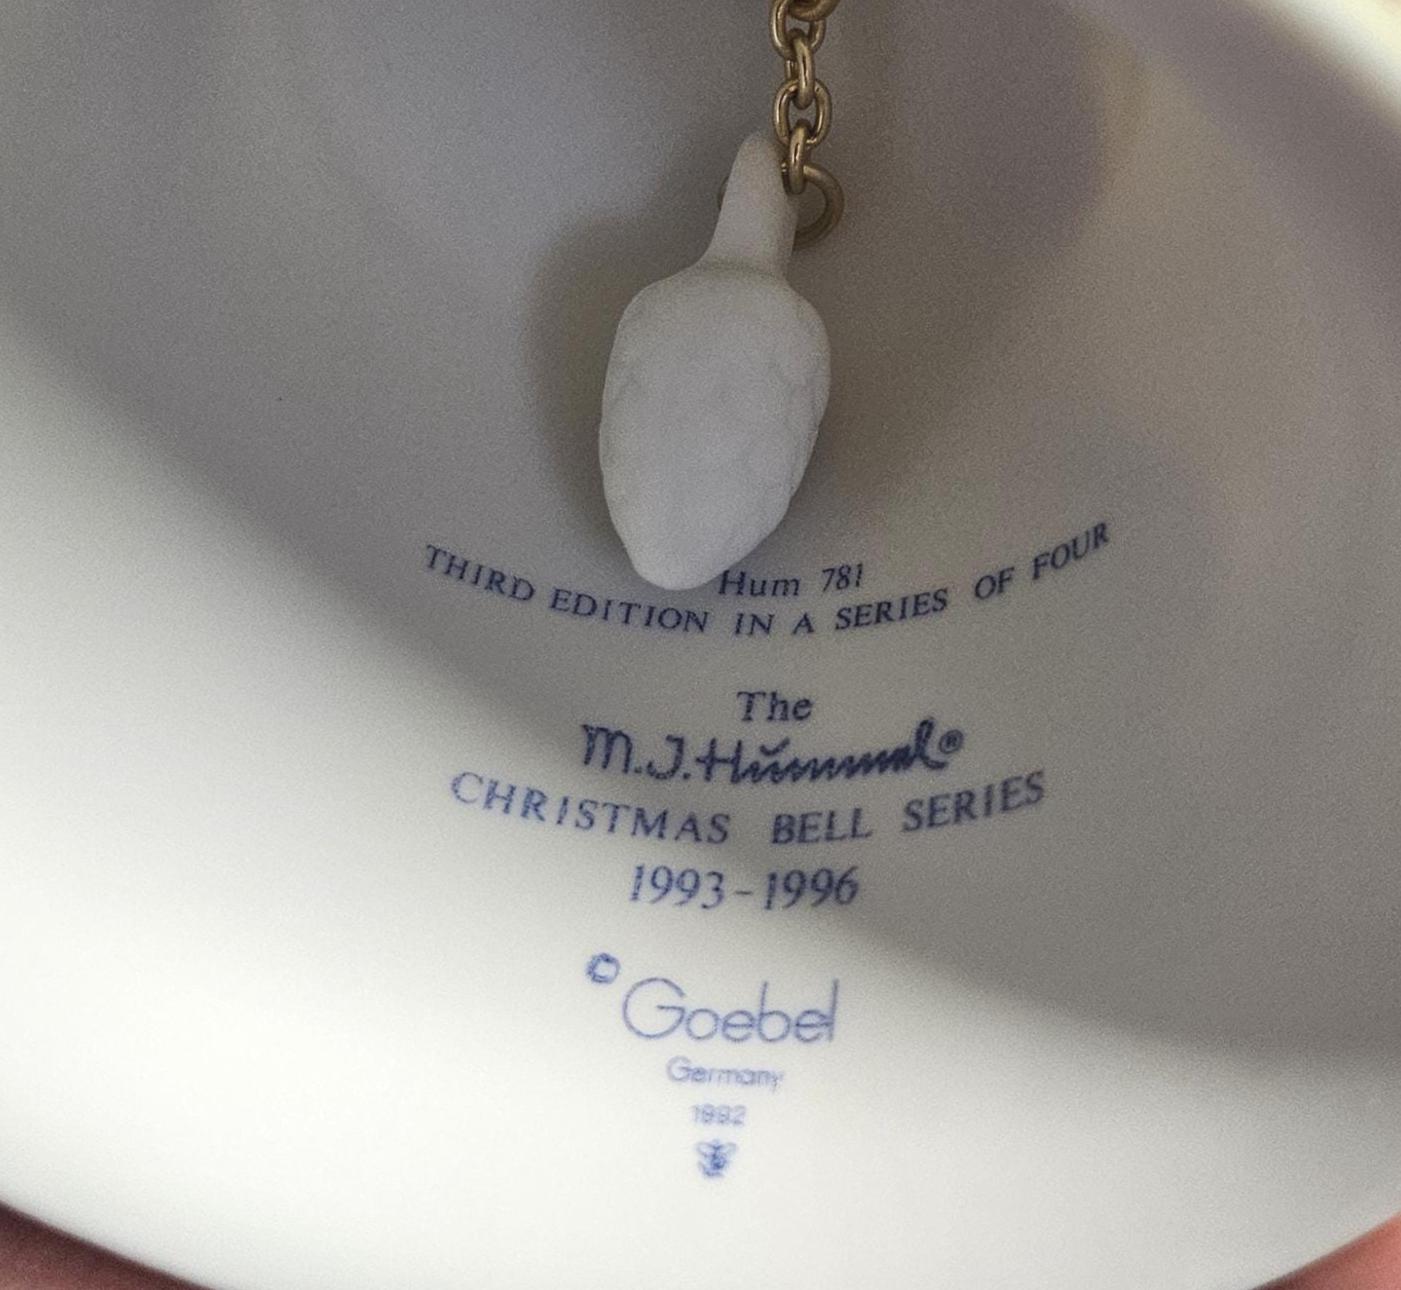 Hum 781
THIRD EDITION IN A SERIES OF FOUR
The
M.J.Hummel®
CHRISTMAS BELL SERIES
1993-1996
© Goebel
Germany
1992